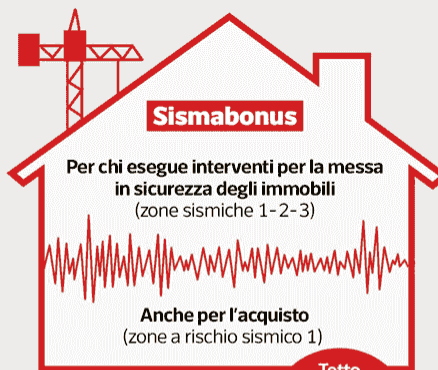 Sismabonus
Per chi esegue interventi per la messa
in sicurezza degli immobili
(zone sismiche 1-2-3)
Anche per l'acquisto
(zone a rischio sismico 1)
Tetto